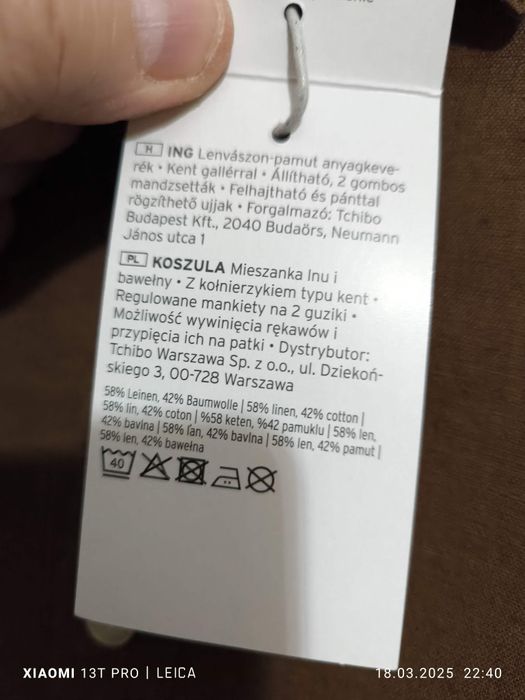 H ING Lenvászon-pamut anyagkeve-
rék • Kent gallérral • Állítható, 2 gombos
mandzsetták • Felhajtható és pánttal
rögzíthető ujjak • Forgalmazó: Tchibo
Budapest Kft., 2040 Budaörs, Neumann
János utca 1
PL KOSZULA Mieszanka lnu i
bawełny • Z kołnierzykiem typu kent •
Regulowane mankiety na 2 guziki •
Możliwość wywinięcia rękawów i
przypięcia ich na patki • Dystrybutor:
Tchibo Warszawa Sp. z o.o., ul. Dziekoń-
skiego 3, 00-728 Warszawa
58% Leinen, 42% Baumwolle | 58% linen, 42% cotton |
58% lin, 42% coton | %58 keten, %42 pamuklu | 58% len,
42% bavlna | 58% ľan, 42% bavlna | 58% len, 42% pamut |
58% len, 42% bawełna
40
XIAOMI 13T PRO | LEICA
18.03.2025 22:40